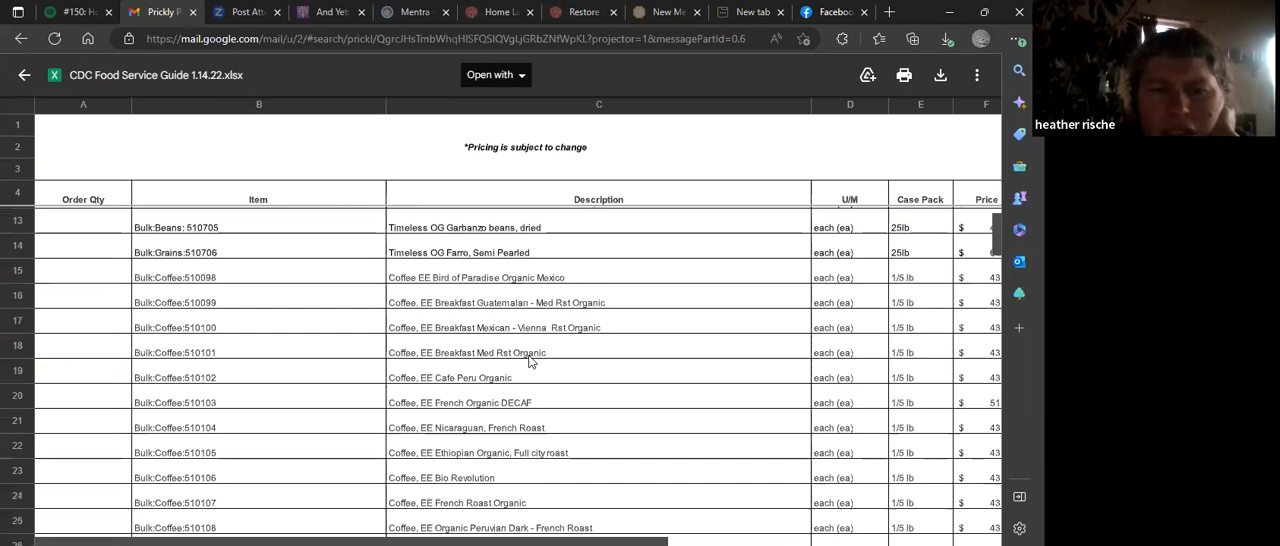 #150: H
Prickly P
Post Att
And Yet
Mentra -
Home L
Restore
New Me
New tab
Facebo
https://mail.google.com/mail/u/2/#search/prickl/QgrcJHsTmbWhqHlSFQSlQVgLjGRbZNfWpKL?projector=1&messagePartId=0.6
CDC Food Service Guide 1.14.22.xlsx
Open with
heather rische
A B C D E F
1
2 *Pricing is subject to change
3
4 Order Qty Item Description U/M Case Pack Price
13 Bulk:Beans: 510705 Timeless OG Garbanzo beans, dried each (ea) 25lb $
14 Bulk:Grains:510706 Timeless OG Farro, Semi Pearled each (ea) 25lb $
15 Bulk:Coffee:510098 Coffee EE Bird of Paradise Organic Mexico each (ea) 1/5 lb $ 43
16 Bulk:Coffee:510099 Coffee, EE Breakfast Guatemalan - Med Rst Organic each (ea) 1/5 lb $ 43
17 Bulk:Coffee:510100 Coffee, EE Breakfast Mexican - Vienna Rst Organic each (ea) 1/5 lb $ 43
18 Bulk:Coffee:510101 Coffee, EE Breakfast Med Rst Organic each (ea) 1/5 lb $ 43
19 Bulk:Coffee:510102 Coffee, EE Cafe Peru Organic each (ea) 1/5 lb $ 43
20 Bulk:Coffee:510103 Coffee, EE French Organic DECAF each (ea) 1/5 lb $ 51
21 Bulk:Coffee:510104 Coffee, EE Nicaraguan, French Roast each (ea) 1/5 lb $ 43
22 Bulk:Coffee:510105 Coffee, EE Ethiopian Organic, Full city roast each (ea) 1/5 lb $ 43
23 Bulk:Coffee:510106 Coffee, EE Bio Revolution each (ea) 1/5 lb $ 43
24 Bulk:Coffee:510107 Coffee, EE French Roast Organic each (ea) 1/5 lb $ 43
25 Bulk:Coffee:510108 Coffee, EE Organic Peruvian Dark - French Roast each (ea) 1/5 lb $ 43